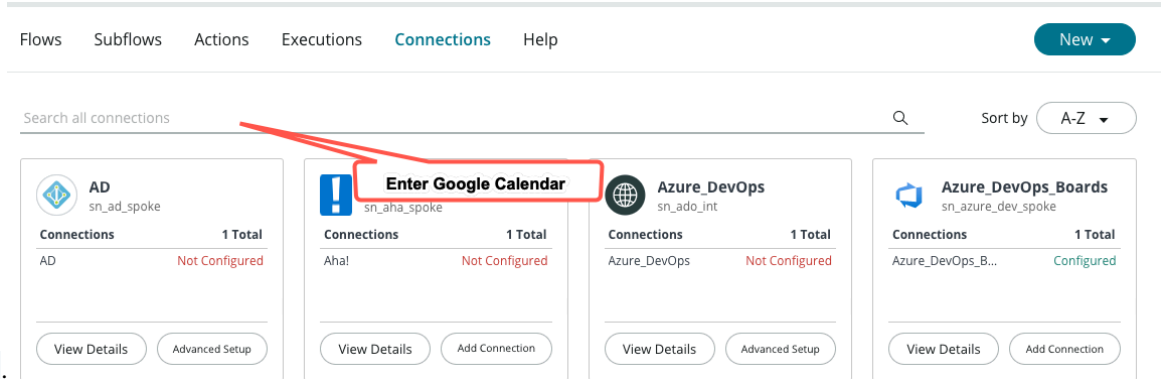 Flows Subflows Actions Executions Connections Help New
Search all connections Sort by A-Z
Enter Google Calendar
AD
sn_ad_spoke
Connections 1 Total
AD Not Configured
View Details Advanced Setup
sn_aha_spoke
Connections 1 Total
Aha! Not Configured
View Details Add Connection
Azure_DevOps
sn_ado_int
Connections 1 Total
Azure_DevOps Not Configured
View Details Advanced Setup
Azure_DevOps_Boards
sn_azure_dev_spoke
Connections 1 Total
Azure_DevOps_B... Configured
View Details Add Connection
.